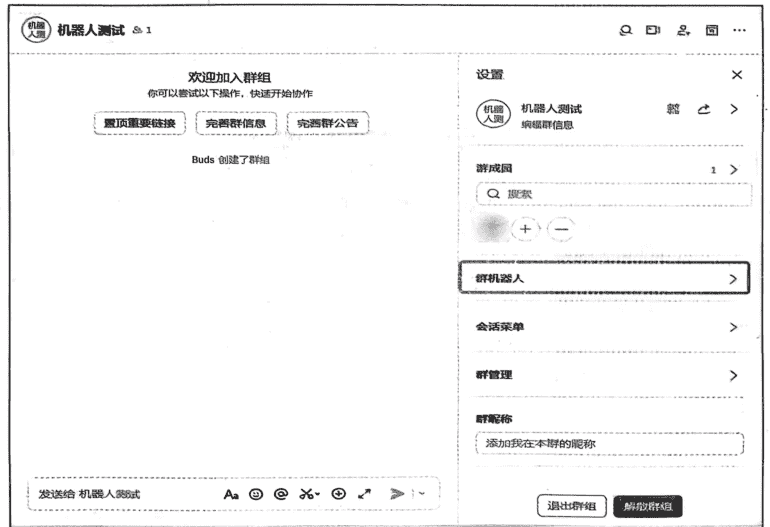 机器人测
机器人测试 1
欢迎加入群组
你可以尝试以下操作，快速开始协作
置顶重要链接 完善群信息 完善群公告
Buds 创建了群组
发送给 机器人测试 Aa
设置
机器人测
机器人测试
编辑群信息
群成员 1
搜索
群机器人
会话菜单
群管理
群昵称
添加我在本群的昵称
退出群组 解散群组